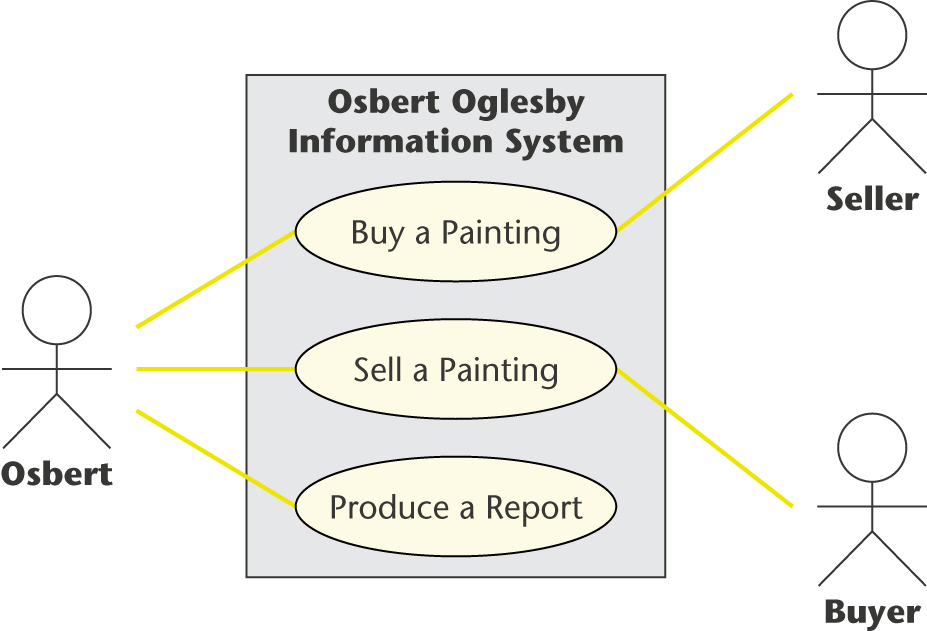 Osbert Oglesby
Information System
Buy a Painting
Sell a Painting
Produce a Report
Osbert
Seller
Buyer